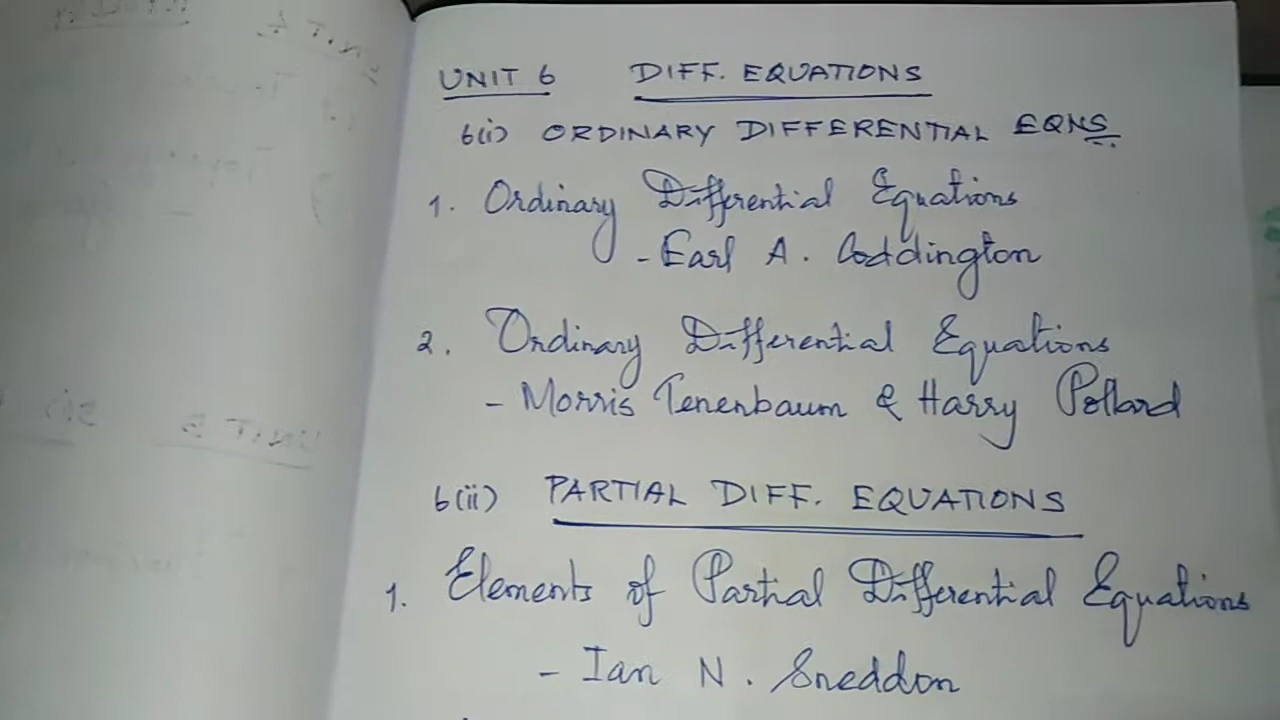 UNIT 6 DIFF. EQUATIONS
6(i) ORDINARY DIFFERENTIAL EQNS.
1. Ordinary Differential Equations
- Earl A. Coddington
2. Ordinary Differential Equations
- Morris Tenenbaum & Harry Pollard
6(ii) PARTIAL DIFF. EQUATIONS
1. Elements of Partial Differential Equations
- Ian N. Sneddon